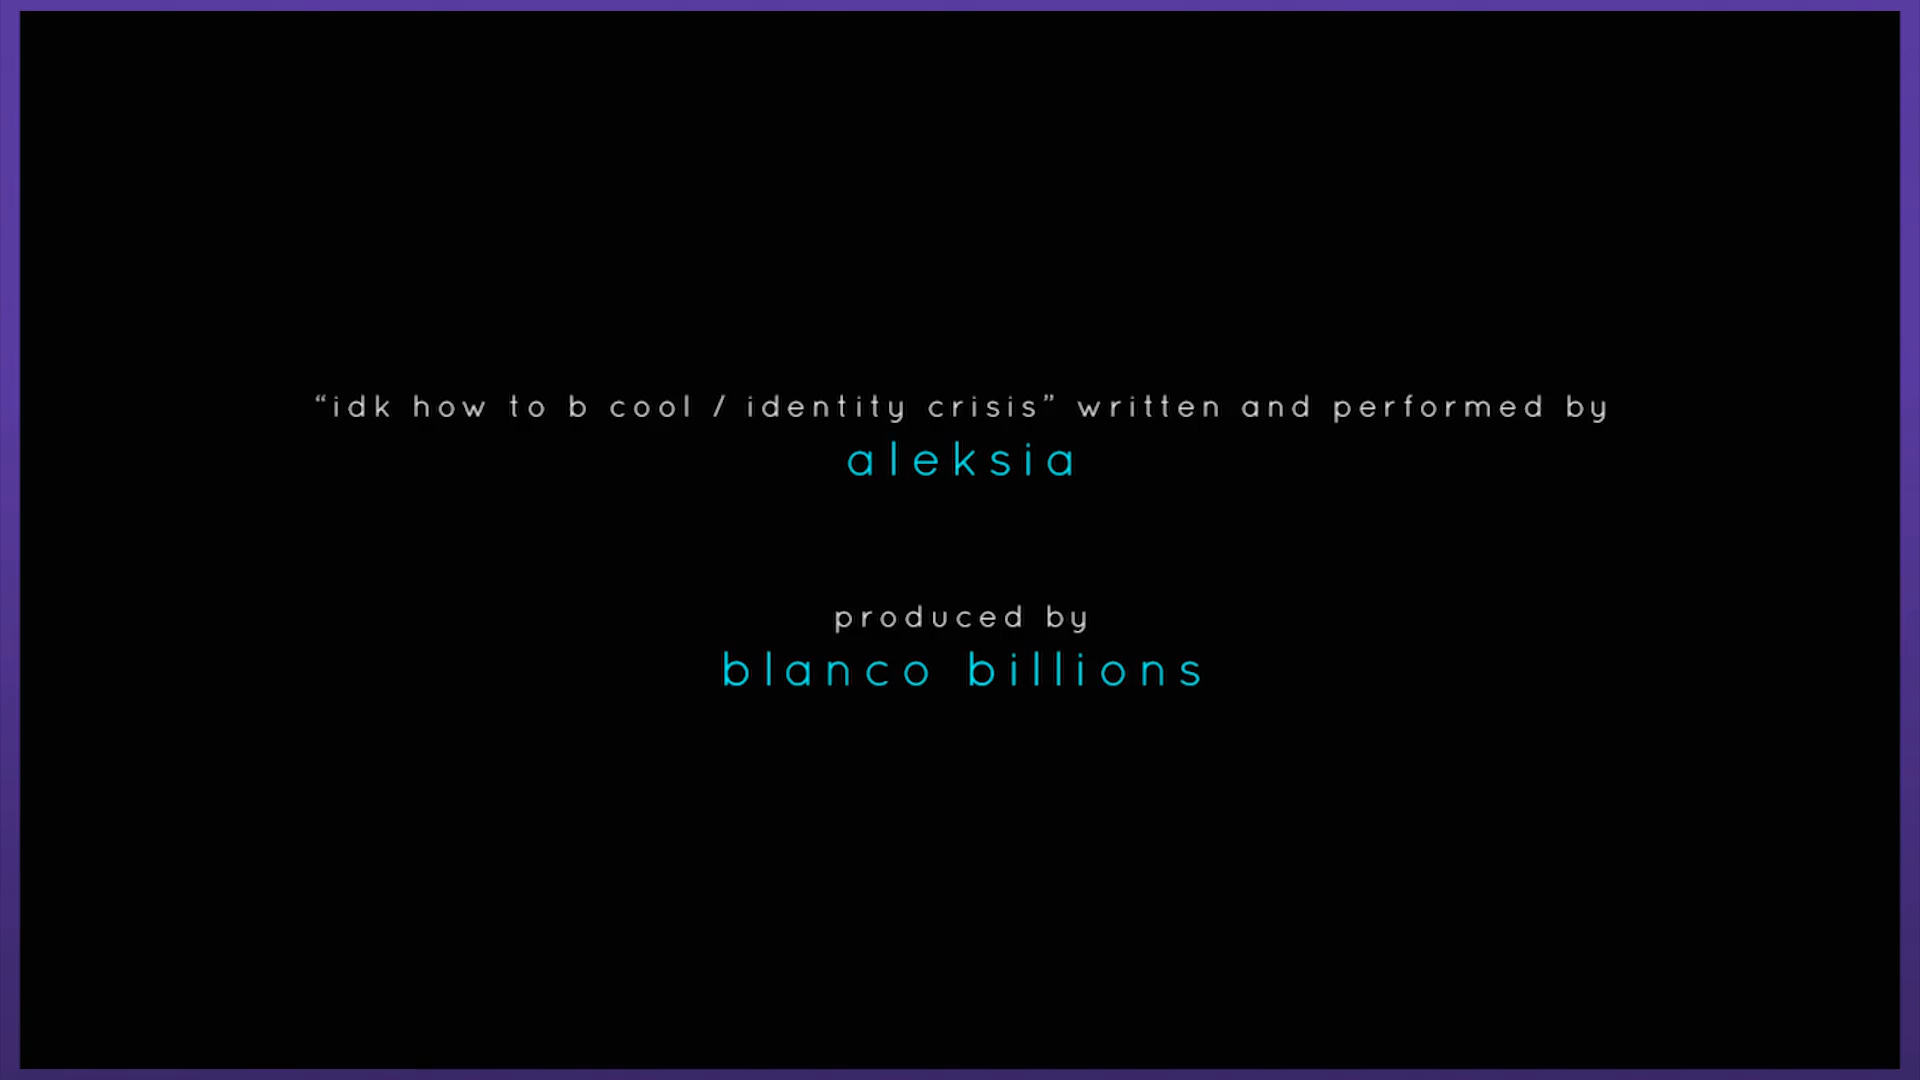 “idk how to b cool / identity crisis” written and performed by
aleksia
produced by
blanco billions